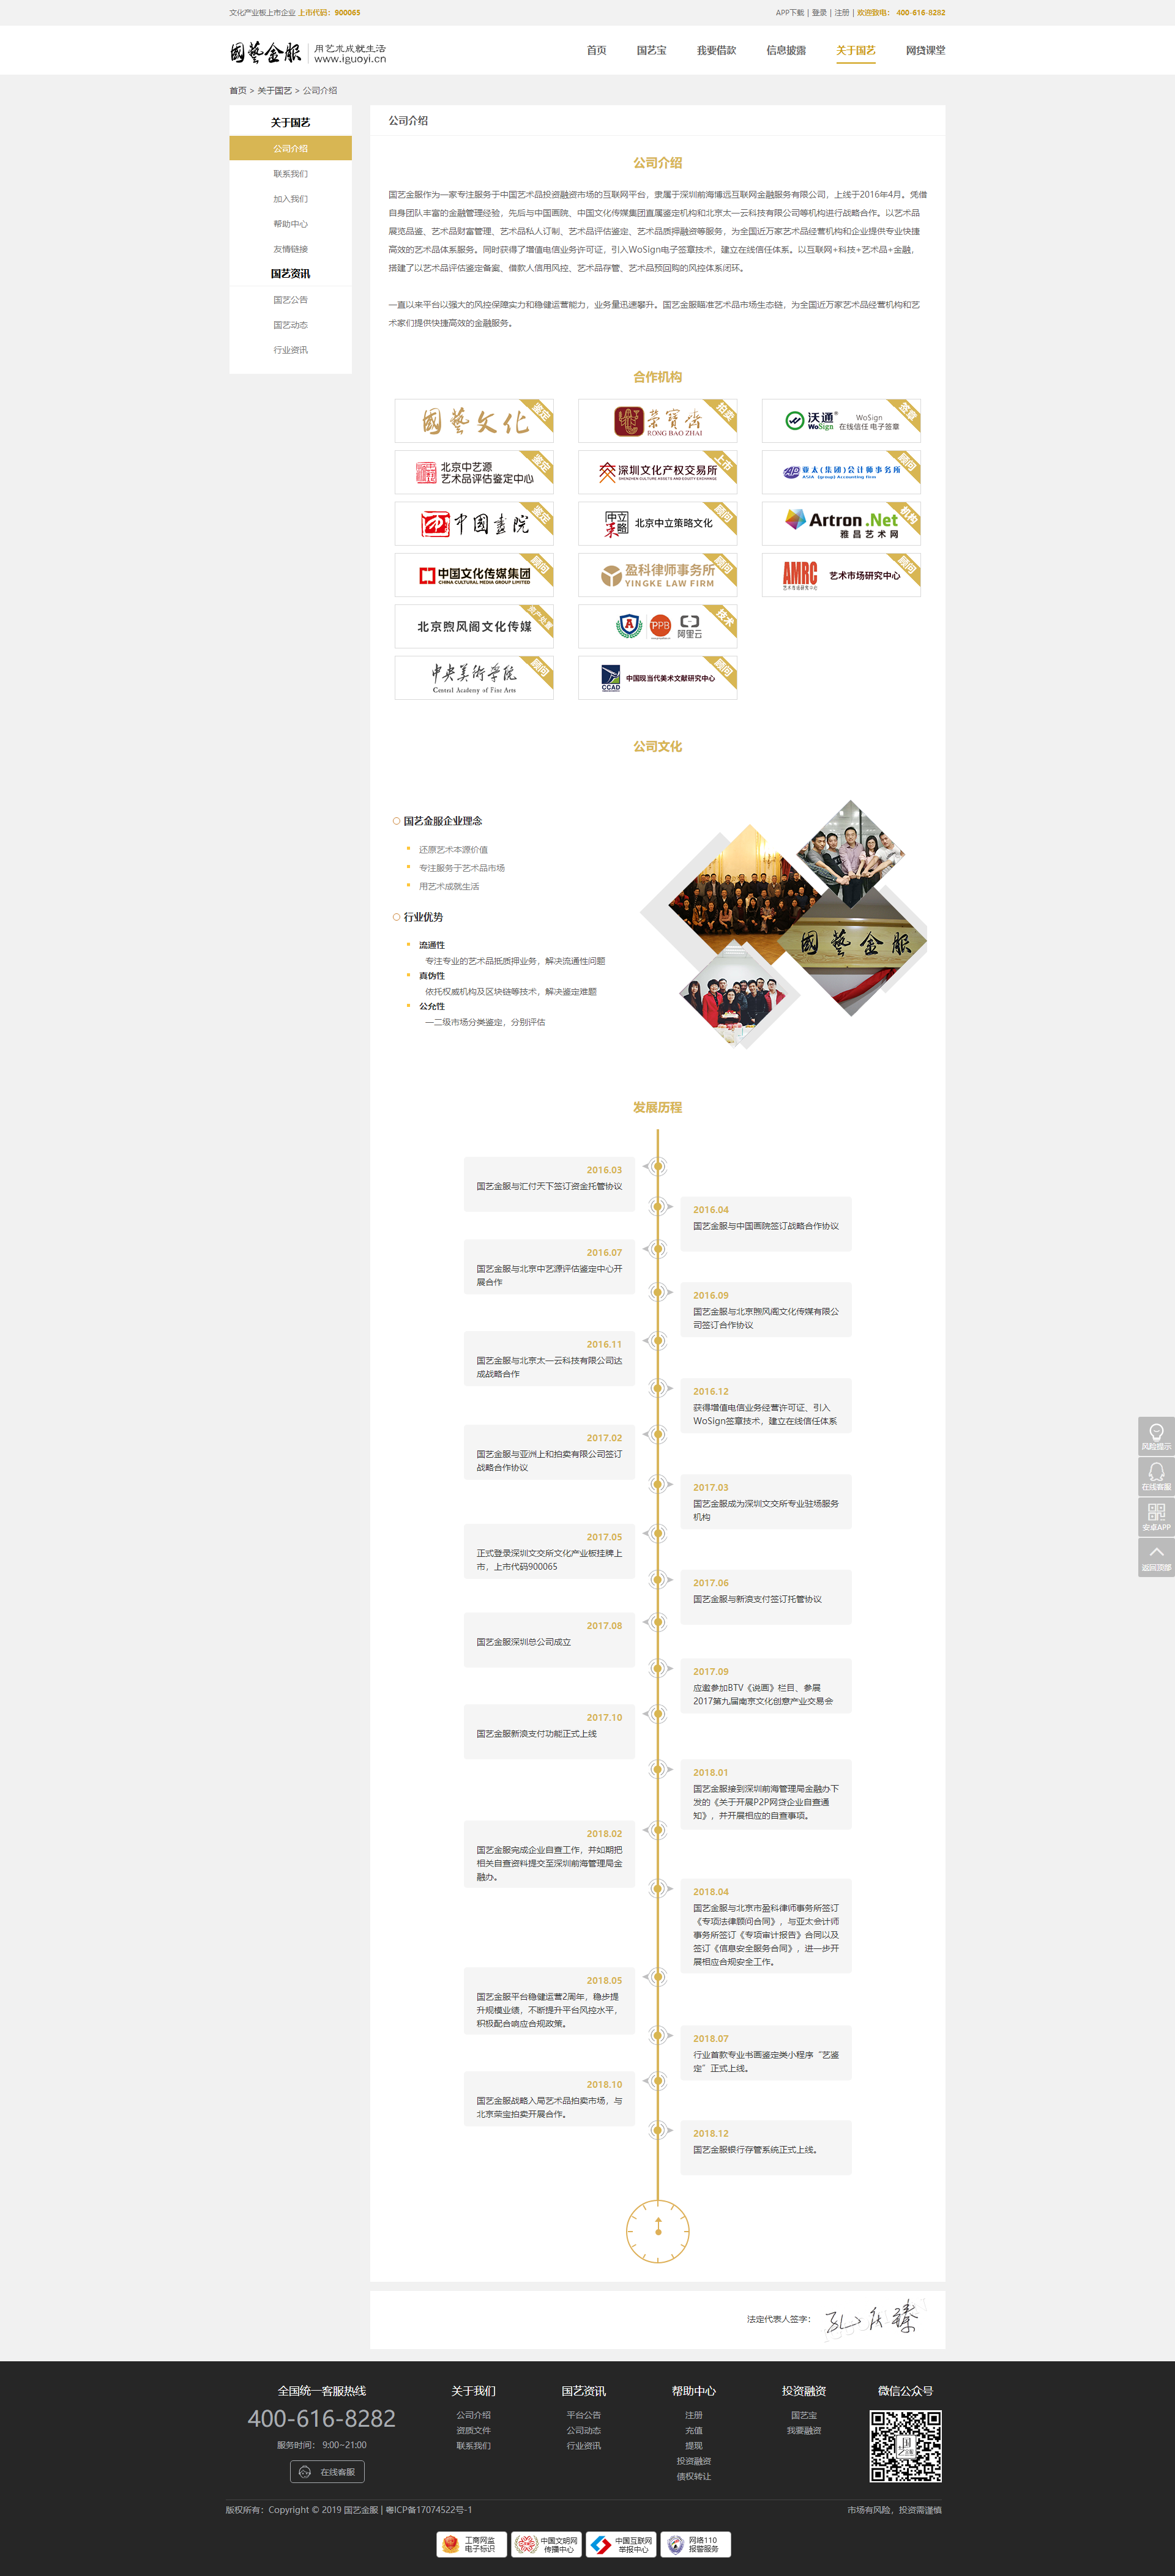 文化产业板上市企业 上市代码：900065
APP下载 | 登录 | 注册 | 欢迎致电： 400-616-8282
國藝金服 用艺术成就生活
www.iguoyi.cn
首页 国艺宝 我要借款 信息披露 关于国艺 网贷课堂
首页 > 关于国艺 > 公司介绍
关于国艺
公司介绍
联系我们
加入我们
帮助中心
友情链接
国艺资讯
国艺公告
国艺动态
行业资讯
公司介绍
公司介绍
国艺金服作为一家专注服务于中国艺术品投资融资市场的互联网平台，隶属于深圳前海博远互联网金融服务有限公司，上线于2016年4月。凭借
自身团队丰富的金融管理经验，先后与中国画院、中国文化传媒集团直属鉴定机构和北京太一云科技有限公司等机构进行战略合作。以艺术品
展览品鉴、艺术品财富管理、艺术品私人订制、艺术品评估鉴定、艺术品质押融资等服务，为全国近万家艺术品经营机构和企业提供专业快捷
高效的艺术品体系服务。同时获得了增值电信业务许可证，引入WoSign电子签章技术，建立在线信任体系。以互联网+科技+艺术品+金融，
搭建了以艺术品评估鉴定备案、借款人信用风控、艺术品存管、艺术品预回购的风控体系闭环。
一直以来平台以强大的风控保障实力和稳健运营能力，业务量迅速攀升。国艺金服瞄准艺术品市场生态链，为全国近万家艺术品经营机构和艺
术家们提供快捷高效的金融服务。
合作机构
國藝文化 鉴定
榮寶齋 RONG BAO ZHAI 拍卖
沃通 WoSign WoSign 在线信任 电子签章 签章
北京中艺源
艺术品评估鉴定中心 鉴定
深圳文化产权交易所 上市
SHENZHEN CULTURE ASSETS AND EQUITY EXCHANGE
亚太(集团)会计师事务所 顾问
ASIA (group) Accounting firm
中国画院 鉴定
中立策略 北京中立策略文化 顾问
Artron.Net 机构
雅昌艺术网
中国文化传媒集团 顾问
CHINA CULTURAL MEDIA GROUP LIMITED
盈科律师事务所 顾问
YINGKE LAW FIRM
AMRC 艺术市场研究中心 顾问
艺术市场研究中心
北京煦风阁文化传媒 资产处置
PPB 阿里云 技术
中央美術学院 顾问
Central Academy of Fine Arts
CCAD 中国现当代美术文献研究中心 顾问
公司文化
国艺金服企业理念
还原艺术本源价值
专注服务于艺术品市场
用艺术成就生活
行业优势
流通性
专注专业的艺术品抵质押业务，解决流通性问题
真伪性
依托权威机构及区块链等技术，解决鉴定难题
公允性
一二级市场分类鉴定，分别评估
國藝金服
发展历程
2016.03
国艺金服与汇付天下签订资金托管协议
2016.04
国艺金服与中国画院签订战略合作协议
2016.07
国艺金服与北京中艺源评估鉴定中心开
展合作
2016.09
国艺金服与北京煦风阁文化传媒有限公
司签订合作协议
2016.11
国艺金服与北京太一云科技有限公司达
成战略合作
2016.12
获得增值电信业务经营许可证、引入
WoSign签章技术，建立在线信任体系
2017.02
国艺金服与亚洲上和拍卖有限公司签订
战略合作协议
2017.03
国艺金服成为深圳文交所专业驻场服务
机构
2017.05
正式登录深圳文交所文化产业板挂牌上
市，上市代码900065
2017.06
国艺金服与新浪支付签订托管协议
2017.08
国艺金服深圳总公司成立
2017.09
应邀参加BTV《说画》栏目、参展
2017第九届南京文化创意产业交易会
2017.10
国艺金服新浪支付功能正式上线
2018.01
国艺金服接到深圳前海管理局金融办下
发的《关于开展P2P网贷企业自查通
知》，并开展相应的自查事项。
2018.02
国艺金服完成企业自查工作，并如期把
相关自查资料提交至深圳前海管理局金
融办。
2018.04
国艺金服与北京市盈科律师事务所签订
《专项法律顾问合同》，与亚太会计师
事务所签订《专项审计报告》合同以及
签订《信息安全服务合同》，进一步开
展相应合规安全工作。
2018.05
国艺金服平台稳健运营2周年，稳步提
升规模业绩，不断提升平台风控水平，
积极配合响应合规政策。
2018.07
行业首款专业书画鉴定类小程序“艺鉴
定”正式上线。
2018.10
国艺金服战略入局艺术品拍卖市场，与
北京荣宝拍卖开展合作。
2018.12
国艺金服银行存管系统正式上线。
风险提示
在线客服
安卓APP
返回顶部
法定代表人签字：
全国统一客服热线
400-616-8282
服务时间： 9:00~21:00
在线客服
关于我们
公司介绍
资质文件
联系我们
国艺资讯
平台公告
公司动态
行业资讯
帮助中心
注册
充值
提现
投资融资
债权转让
投资融资
国艺宝
我要融资
微信公众号
版权所有：Copyright © 2019 国艺金服 | 粤ICP备17074522号-1
市场有风险，投资需谨慎
工商网监
电子标识
中国文明网
传播中心
中国互联网
举报中心
网络110
报警服务